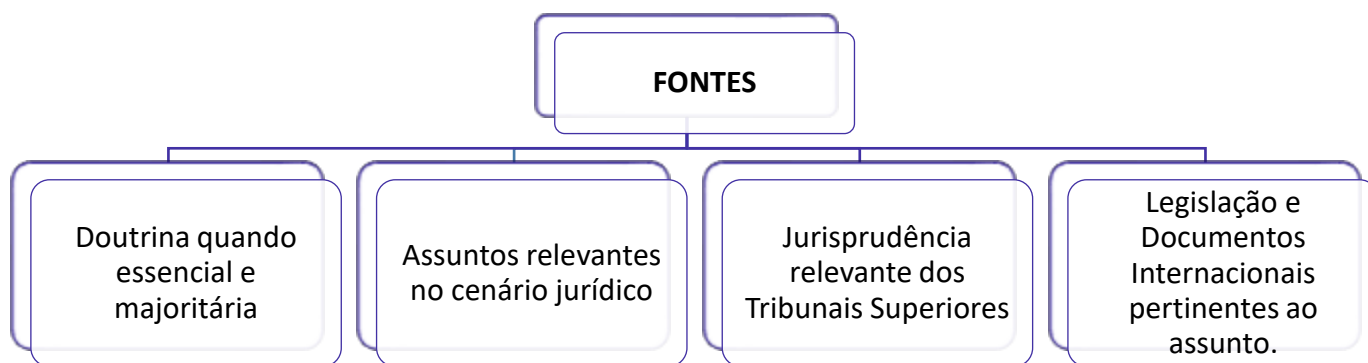 FONTES
Doutrina quando
essencial e
majoritária
Assuntos relevantes
no cenário jurídico
Jurisprudência
relevante dos
Tribunais Superiores
Legislação e
Documentos
Internacionais
pertinentes ao
assunto.